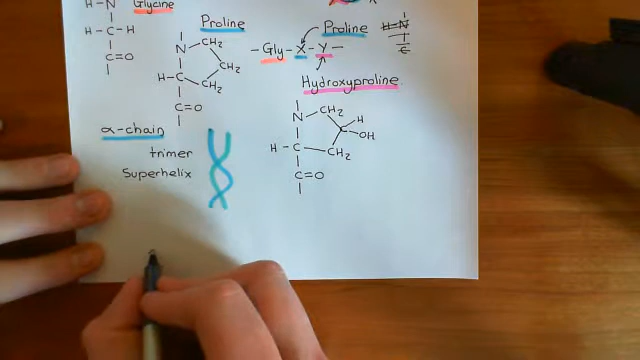 Glycine
H-N
H-C-H
C=O
Proline
N CH₂
CH₂
H-C-CH₂
C=O
Proline
-Gly-X-Y-
H-N
C
Hydroxyproline
N CH₂
H
C OH
H-C CH₂
C=O
α-chain
trimer
Superhelix